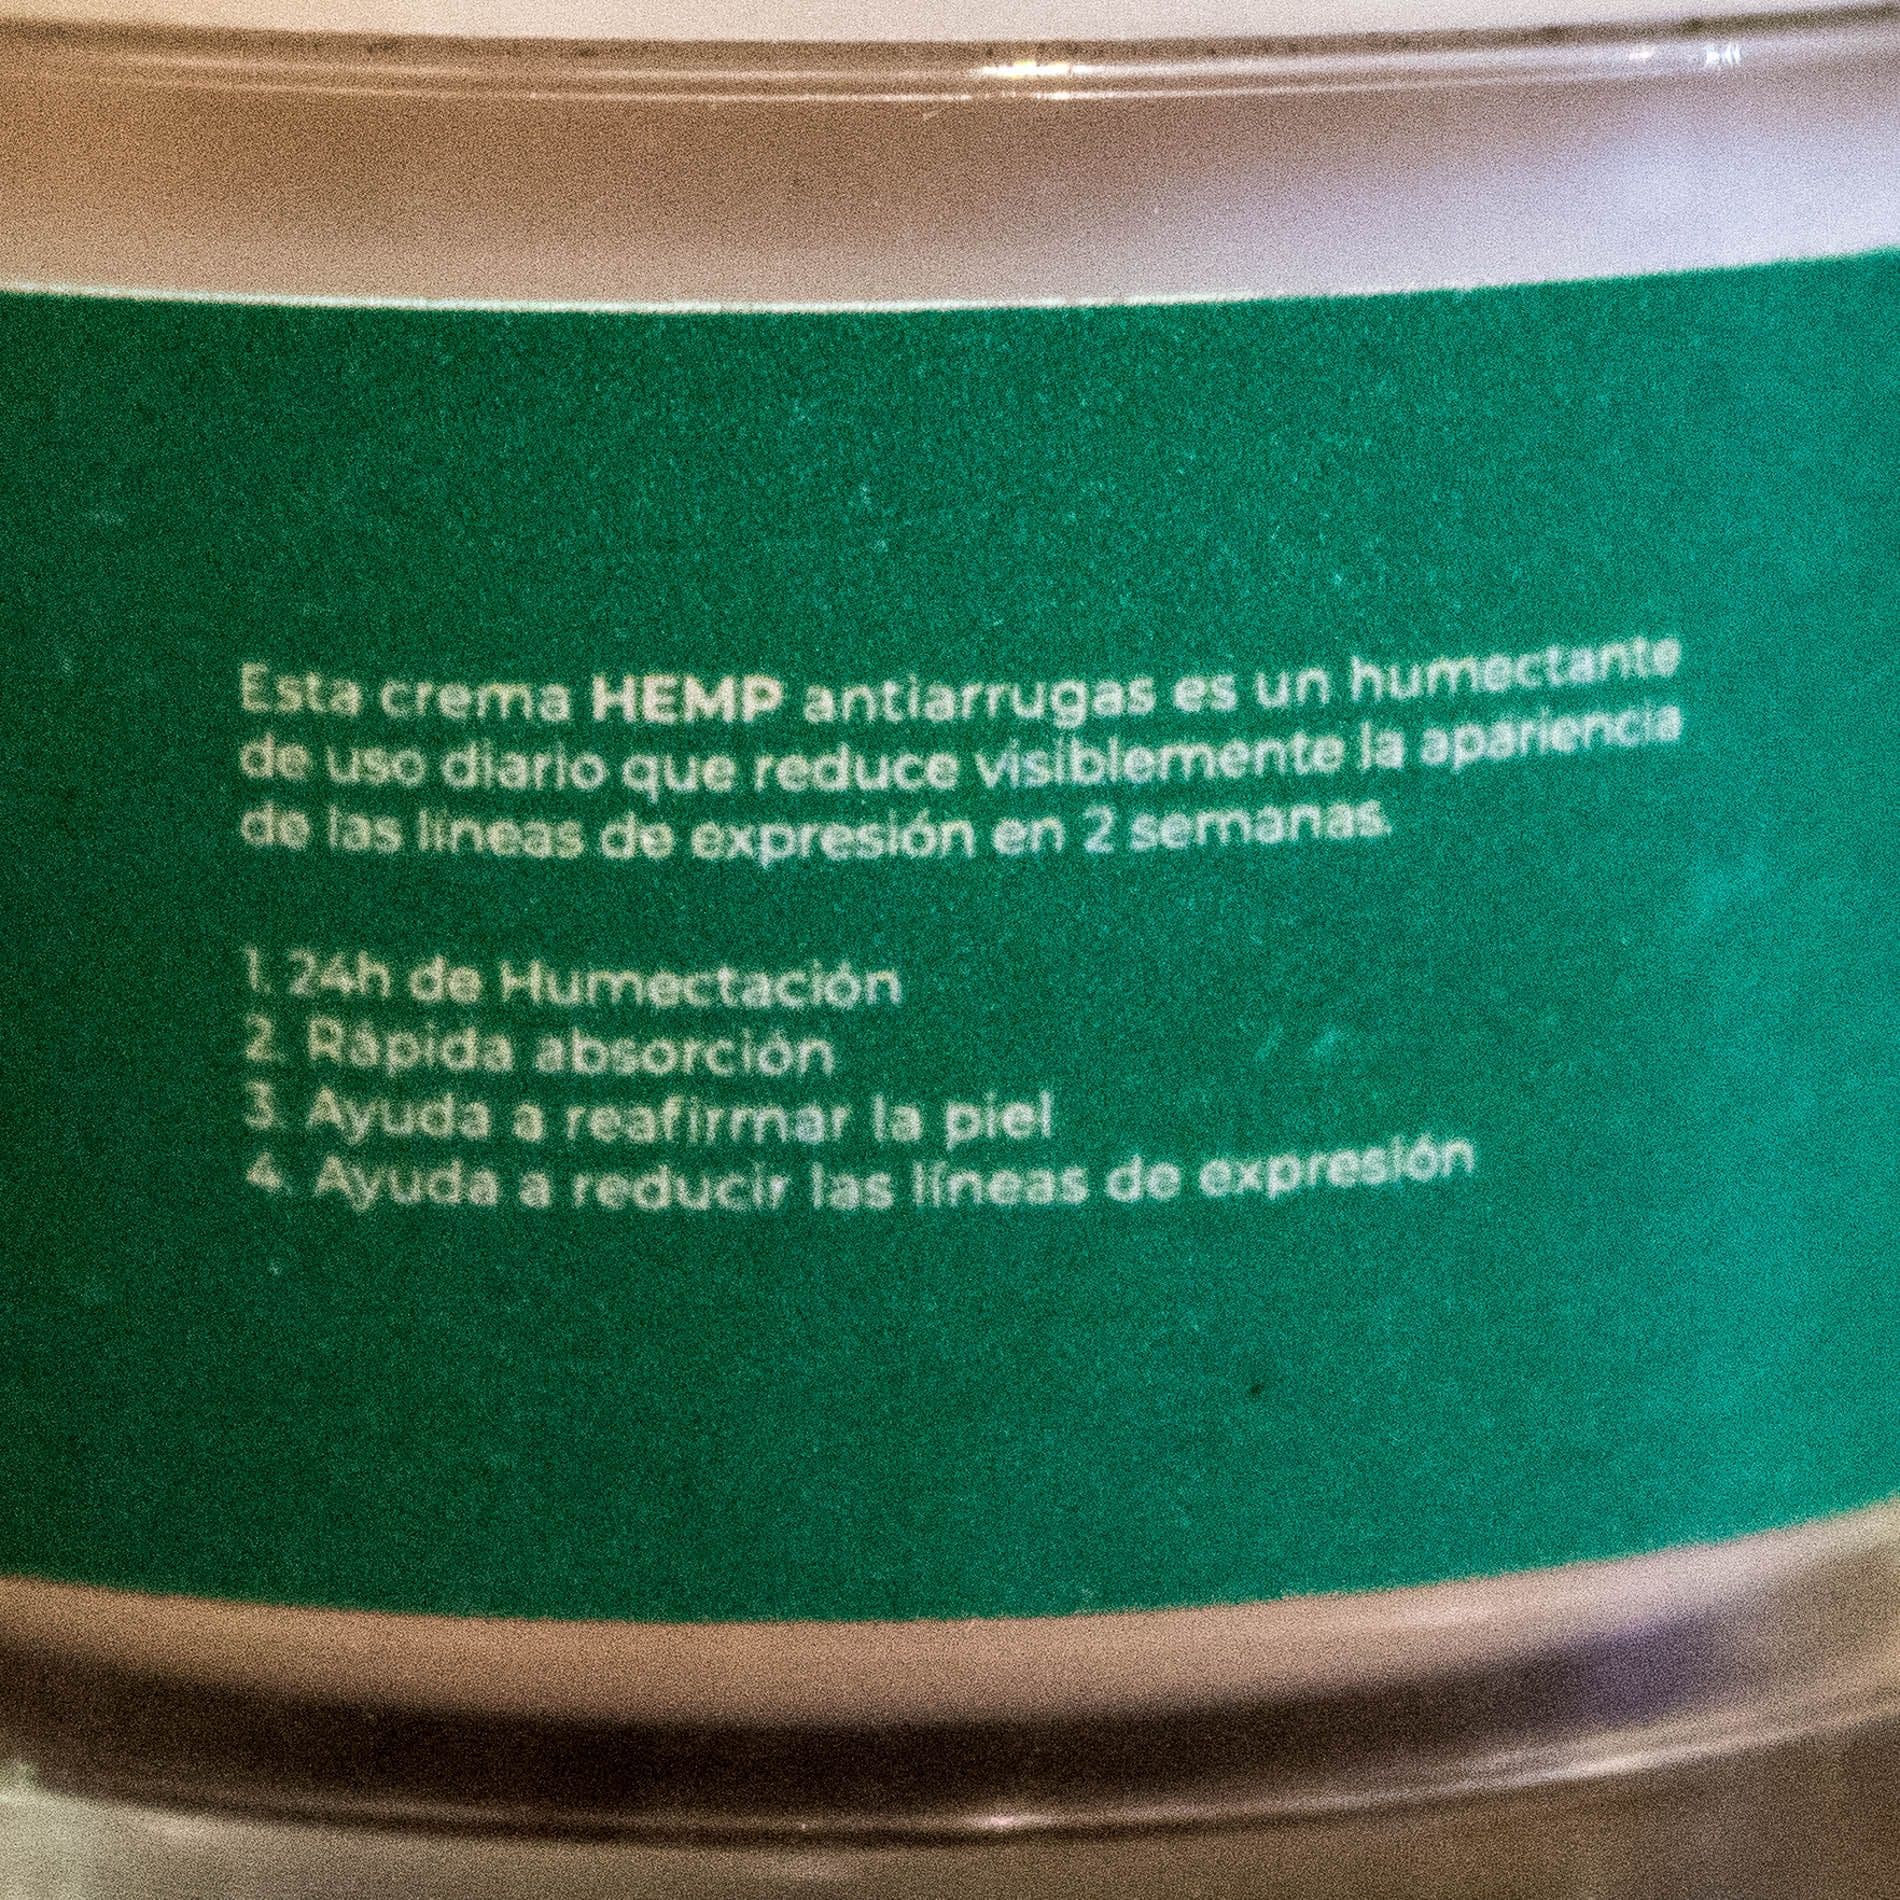 Esta crema HEMP antiarrugas es un humectante
de uso diario que reduce visiblemente la apariencia
de las líneas de expresión en 2 semanas.
1. 24h de Humectación
2. Rápida absorción
3. Ayuda a reafirmar la piel
4. Ayuda a reducir las líneas de expresión